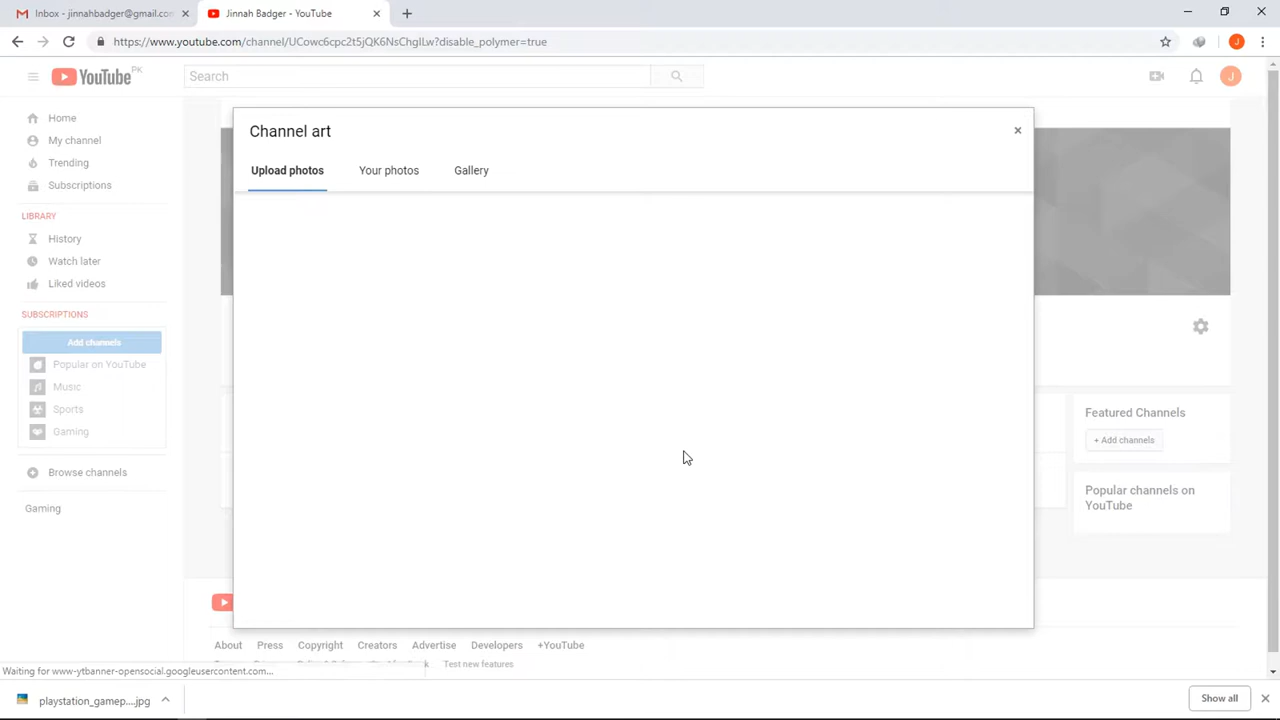 Inbox - jinnahbadger@gmail.co
Jinnah Badger - YouTube
https://www.youtube.com/channel/UCowc6cpc2t5jQK6NsChgILw?disable_polymer=true
J
YouTube PK
Search
J
Home
My channel
Trending
Subscriptions
LIBRARY
History
Watch later
Liked videos
SUBSCRIPTIONS
Add channels
Popular on YouTube
Music
Sports
Gaming
Browse channels
Gaming
Channel art
×
Upload photos
Your photos
Gallery
Featured Channels
+ Add channels
Popular channels on
YouTube
About
Press
Copyright
Creators
Advertise
Developers
+YouTube
Test new features
Waiting for www-ytbanner-opensocial.googleusercontent.com...
playstation_gamep....jpg
Show all